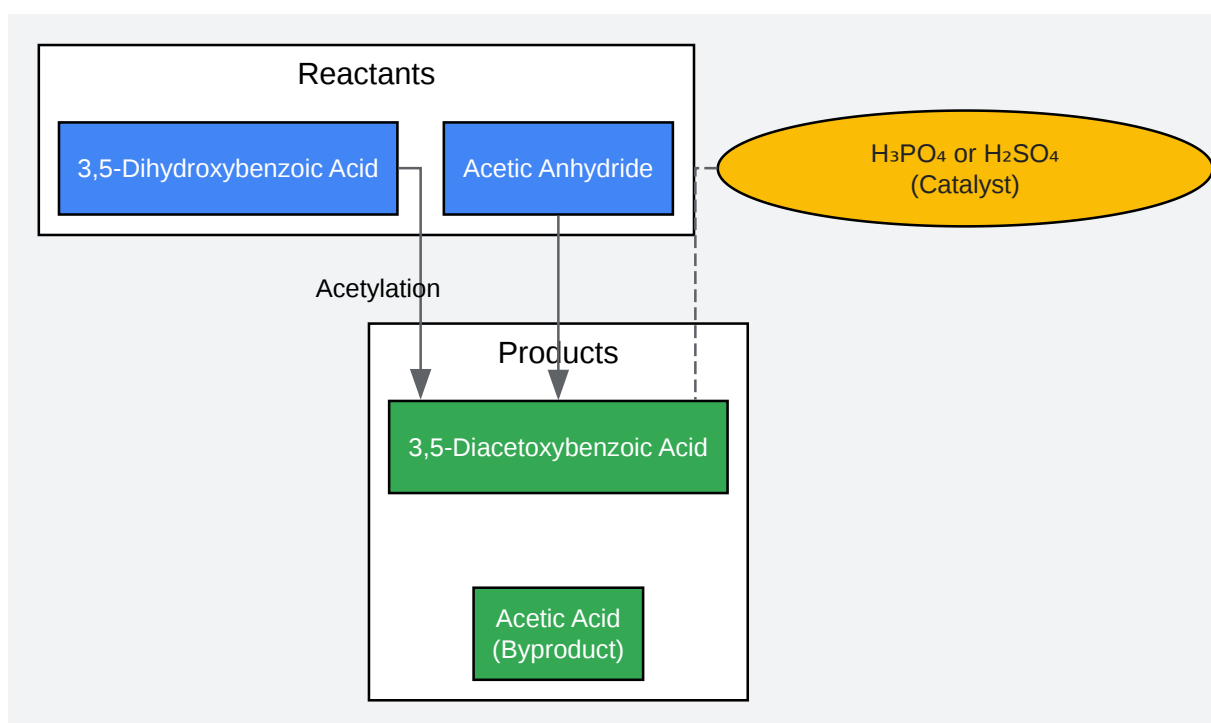 Reactants
3,5-Dihydroxybenzoic Acid
Acetic Anhydride
H₃PO₄ or H₂SO₄
(Catalyst)
Acetylation
Products
3,5-Diacetoxybenzoic Acid
Acetic Acid
(Byproduct)